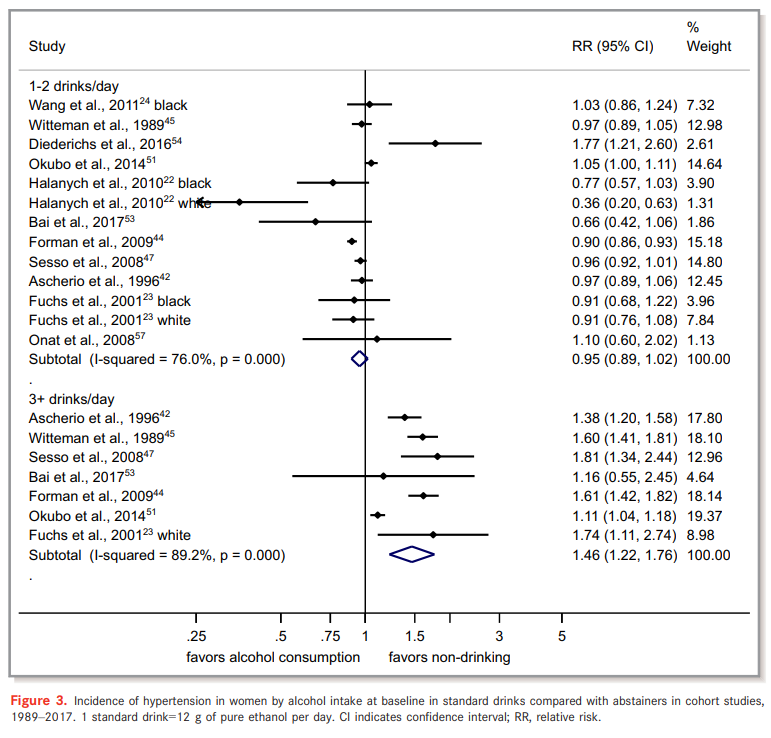 %
Study RR (95% CI) Weight
1-2 drinks/day
Wang et al., 2011²⁴ black 1.03 (0.86, 1.24) 7.32
Witteman et al., 1989⁴⁵ 0.97 (0.89, 1.05) 12.98
Diederichs et al., 2016⁵⁴ 1.77 (1.21, 2.60) 2.61
Okubo et al., 2014⁵¹ 1.05 (1.00, 1.11) 14.64
Halanych et al., 2010²² black 0.77 (0.57, 1.03) 3.90
Halanych et al., 2010²² white 0.36 (0.20, 0.63) 1.31
Bai et al., 2017⁵³ 0.66 (0.42, 1.06) 1.86
Forman et al., 2009⁴⁴ 0.90 (0.86, 0.93) 15.18
Sesso et al., 2008⁴⁷ 0.96 (0.92, 1.01) 14.80
Ascherio et al., 1996⁴² 0.97 (0.89, 1.06) 12.45
Fuchs et al., 2001²³ black 0.91 (0.68, 1.22) 3.96
Fuchs et al., 2001²³ white 0.91 (0.76, 1.08) 7.84
Onat et al., 2008⁵⁷ 1.10 (0.60, 2.02) 1.13
Subtotal (I-squared = 76.0%, p = 0.000) 0.95 (0.89, 1.02) 100.00
.
3+ drinks/day
Ascherio et al., 1996⁴² 1.38 (1.20, 1.58) 17.80
Witteman et al., 1989⁴⁵ 1.60 (1.41, 1.81) 18.10
Sesso et al., 2008⁴⁷ 1.81 (1.34, 2.44) 12.96
Bai et al., 2017⁵³ 1.16 (0.55, 2.45) 4.64
Forman et al., 2009⁴⁴ 1.61 (1.42, 1.82) 18.14
Okubo et al., 2014⁵¹ 1.11 (1.04, 1.18) 19.37
Fuchs et al., 2001²³ white 1.74 (1.11, 2.74) 8.98
Subtotal (I-squared = 89.2%, p = 0.000) 1.46 (1.22, 1.76) 100.00
.
.25 .5 .75 1 1.5 3 5
favors alcohol consumption favors non-drinking
Figure 3. Incidence of hypertension in women by alcohol intake at baseline in standard drinks compared with abstainers in cohort studies,
1989–2017. 1 standard drink=12 g of pure ethanol per day. CI indicates confidence interval; RR, relative risk.